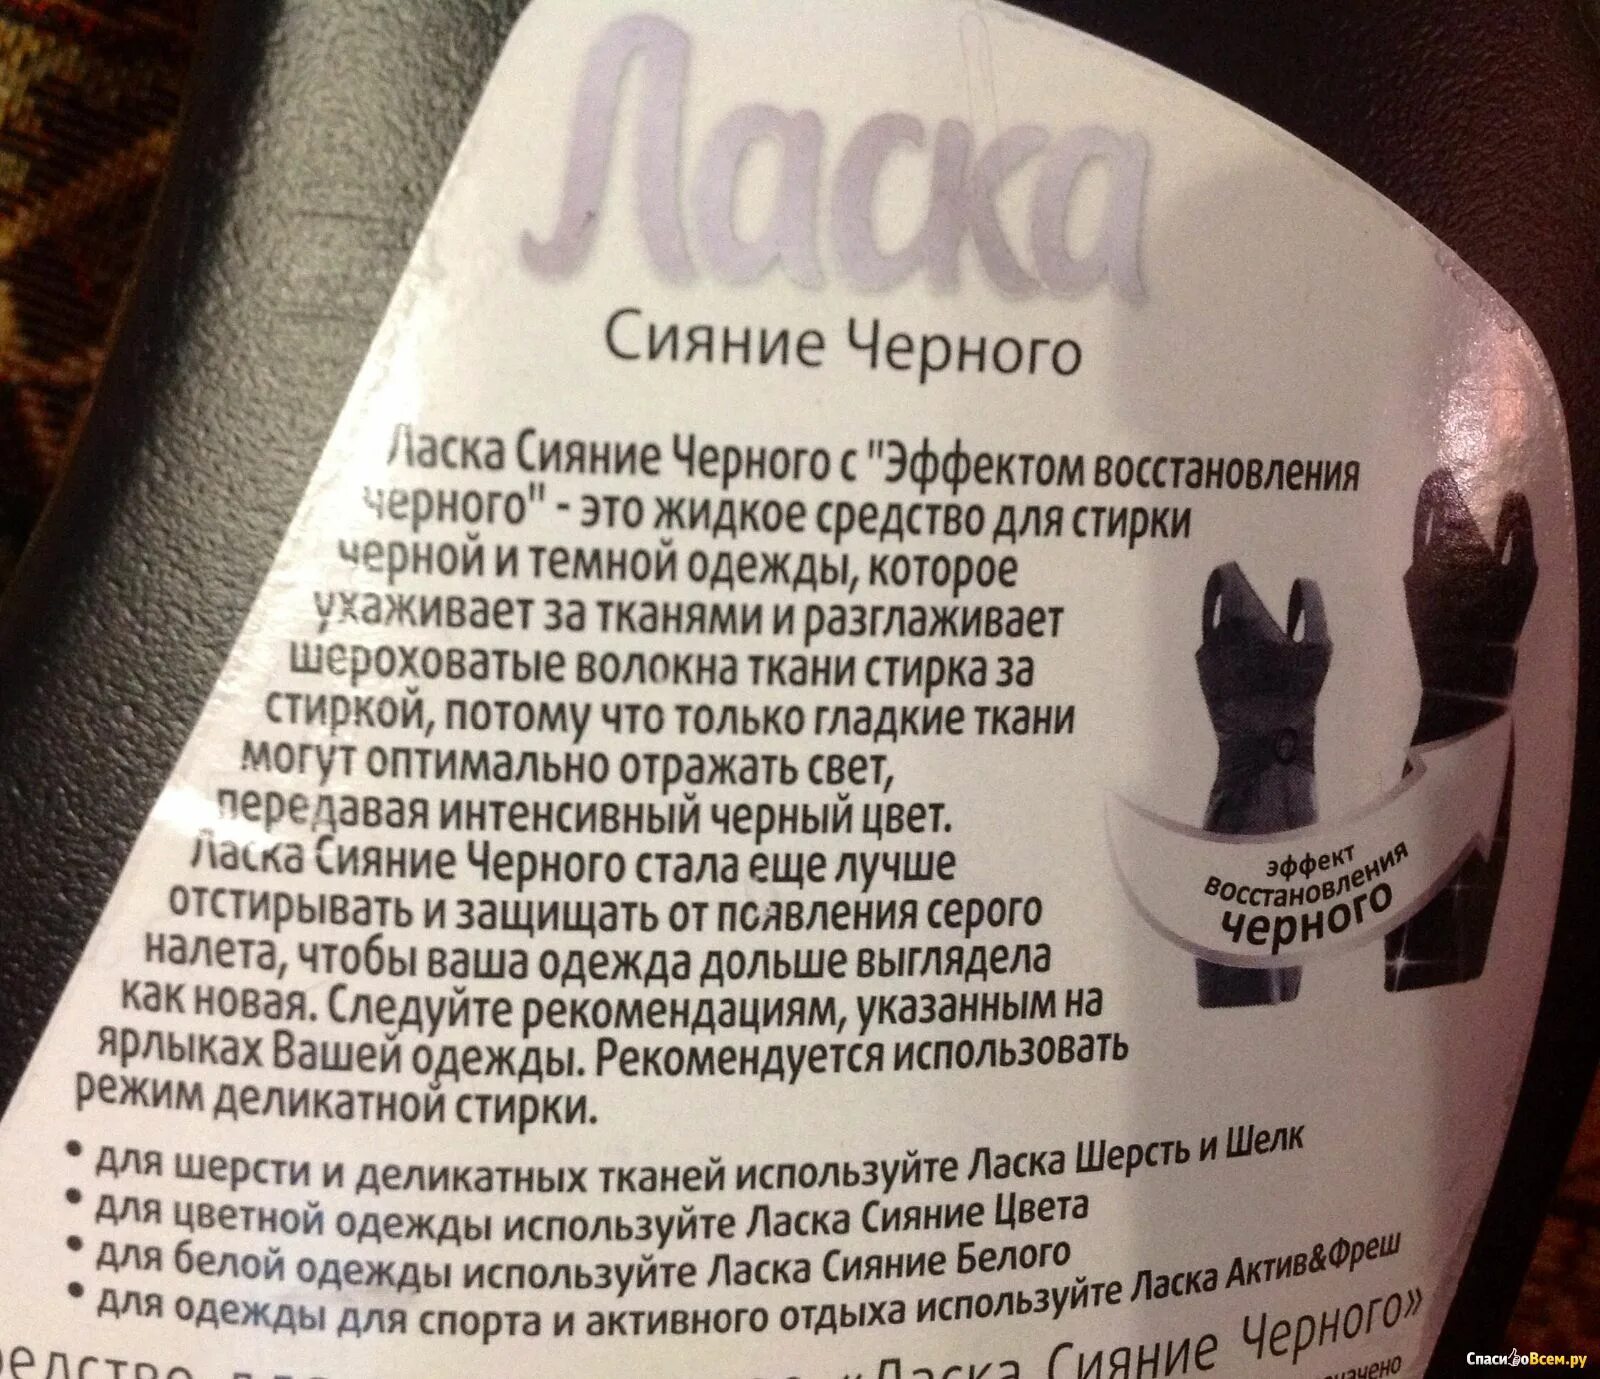 Ласка
Сияние Черного
Ласка Сияние Черного с "Эффектом восстановления
черного" - это жидкое средство для стирки
черной и темной одежды, которое
ухаживает за тканями и разглаживает
шероховатые волокна ткани стирка за
стиркой, потому что только гладкие ткани
могут оптимально отражать свет,
передавая интенсивный черный цвет.
Ласка Сияние Черного стала еще лучше
отстирывать и защищать от появления серого
налета, чтобы ваша одежда дольше выглядела
как новая. Следуйте рекомендациям, указанным на
ярлыках Вашей одежды. Рекомендуется использовать
режим деликатной стирки.
• для шерсти и деликатных тканей используйте Ласка Шерсть и Шелк
• для цветной одежды используйте Ласка Сияние Цвета
• для белой одежды используйте Ласка Сияние Белого
• для одежды для спорта и активного отдыха используйте Ласка Актив&Фреш
«Ласка Сияние Черного»
эффект
восстановления
черного
СпасибоВсем.ру